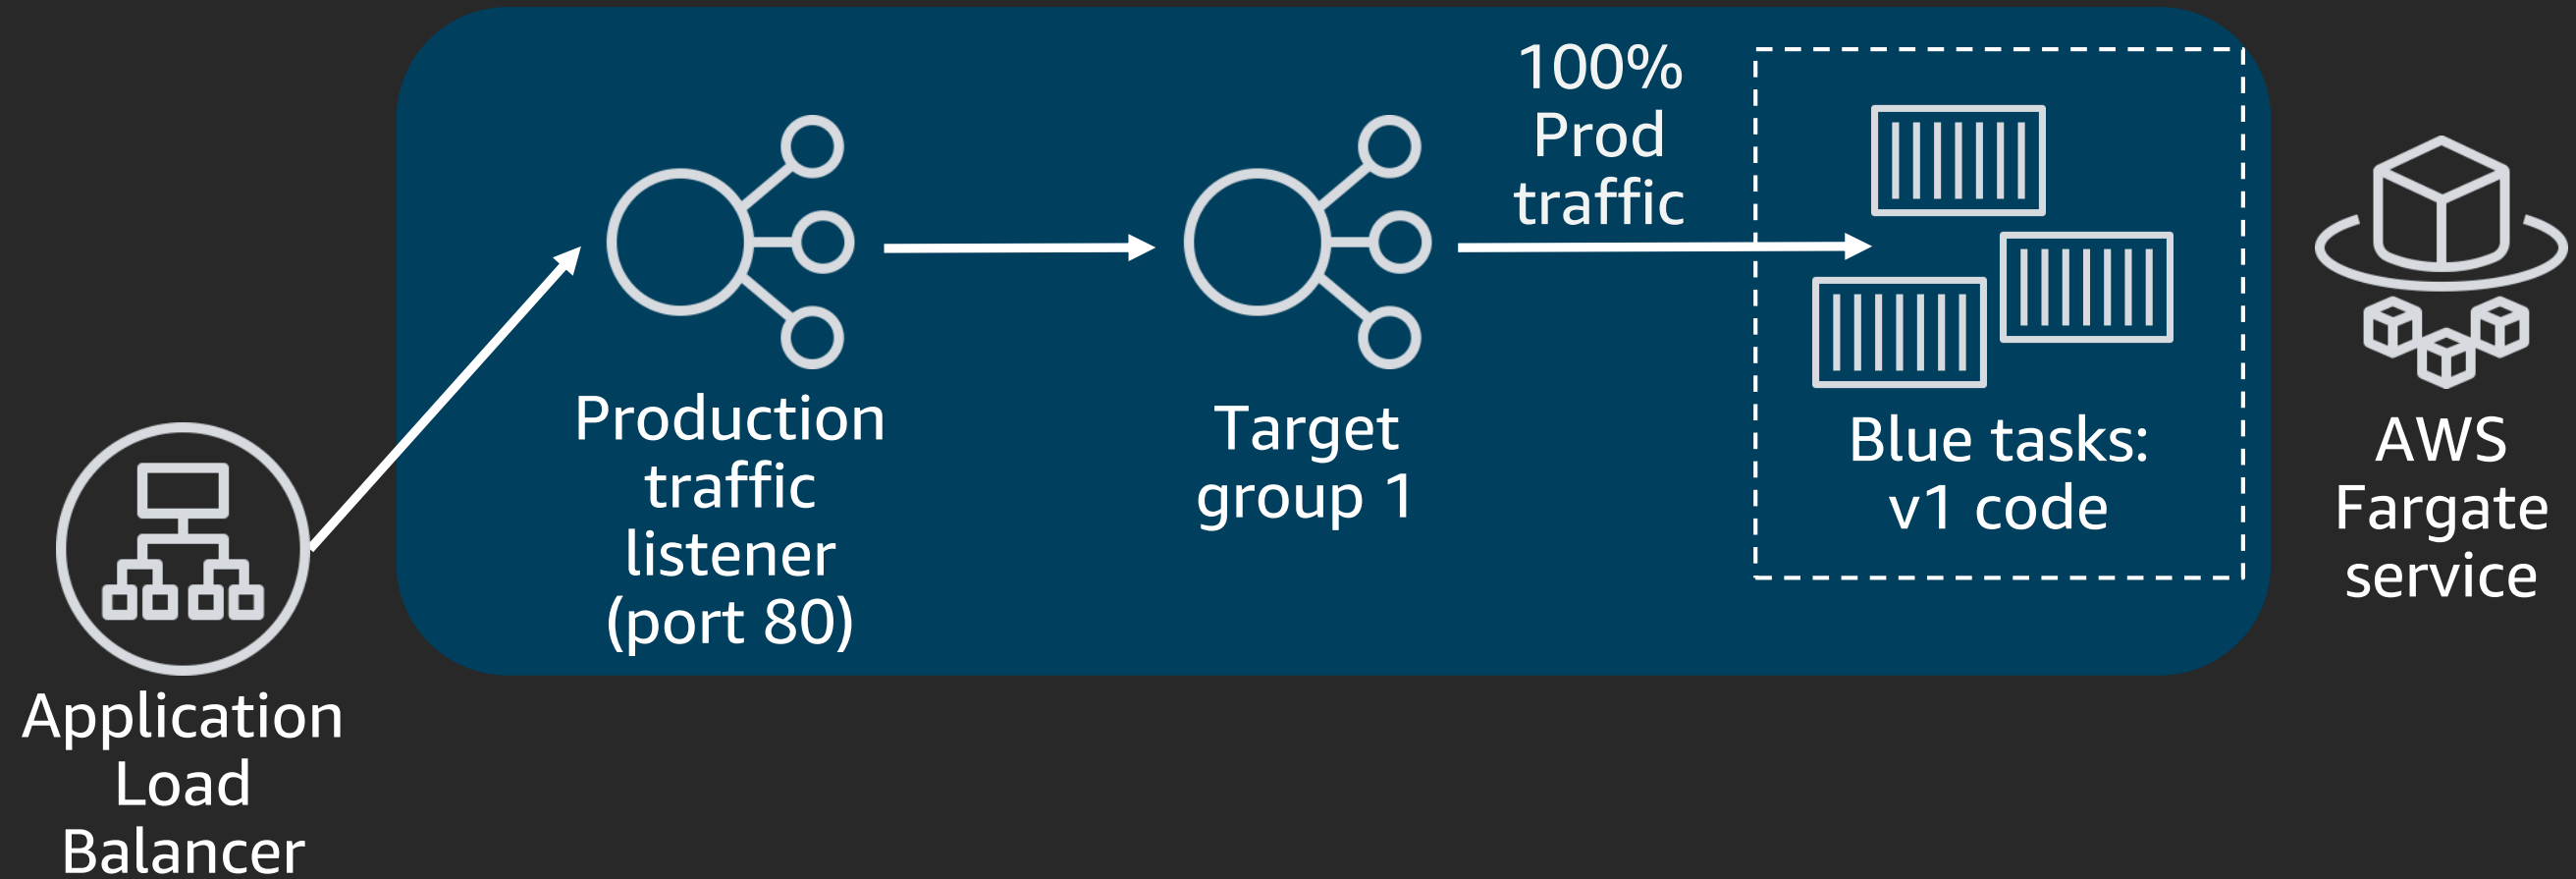 Application
Load
Balancer
Production
traffic
listener
(port 80)
Target
group 1
100%
Prod
traffic
Blue tasks:
v1 code
AWS
Fargate
service